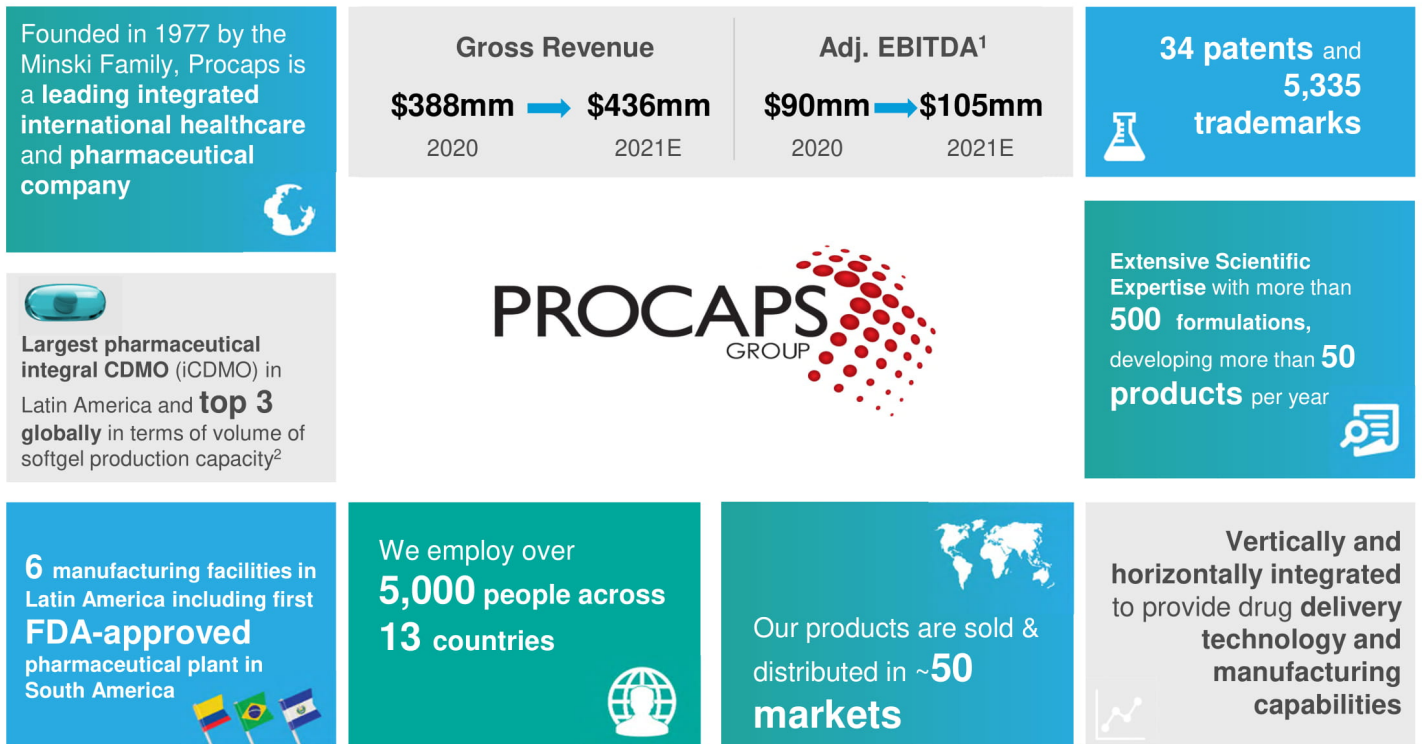 Founded in 1977 by the
Minski Family, Procaps is
a leading integrated
international healthcare
and pharmaceutical
company
Gross Revenue
$388mm $436mm
2020 2021E
Adj. EBITDA¹
$90mm $105mm
2020 2021E
34 patents and
5,335
trademarks
Largest pharmaceutical
integral CDMO (iCDMO) in
Latin America and top 3
globally in terms of volume of
softgel production capacity²
PROCAPS
GROUP
Extensive Scientific
Expertise with more than
500 formulations,
developing more than 50
products per year
6 manufacturing facilities in
Latin America including first
FDA-approved
pharmaceutical plant in
South America
We employ over
5,000 people across
13 countries
Our products are sold &
distributed in ~50
markets
Vertically and
horizontally integrated
to provide drug delivery
technology and
manufacturing
capabilities